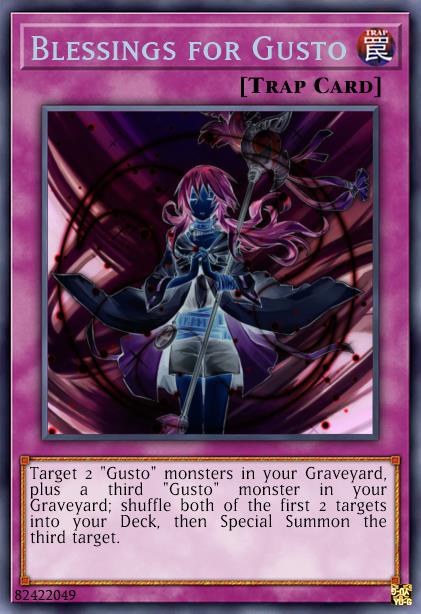 Blessings for Gusto
TRAP
罠
[Trap Card]
Target 2 "Gusto" monsters in your Graveyard,
plus a third "Gusto" monster in your
Graveyard; shuffle both of the first 2 targets
into your Deck, then Special Summon the
third target.
82422049